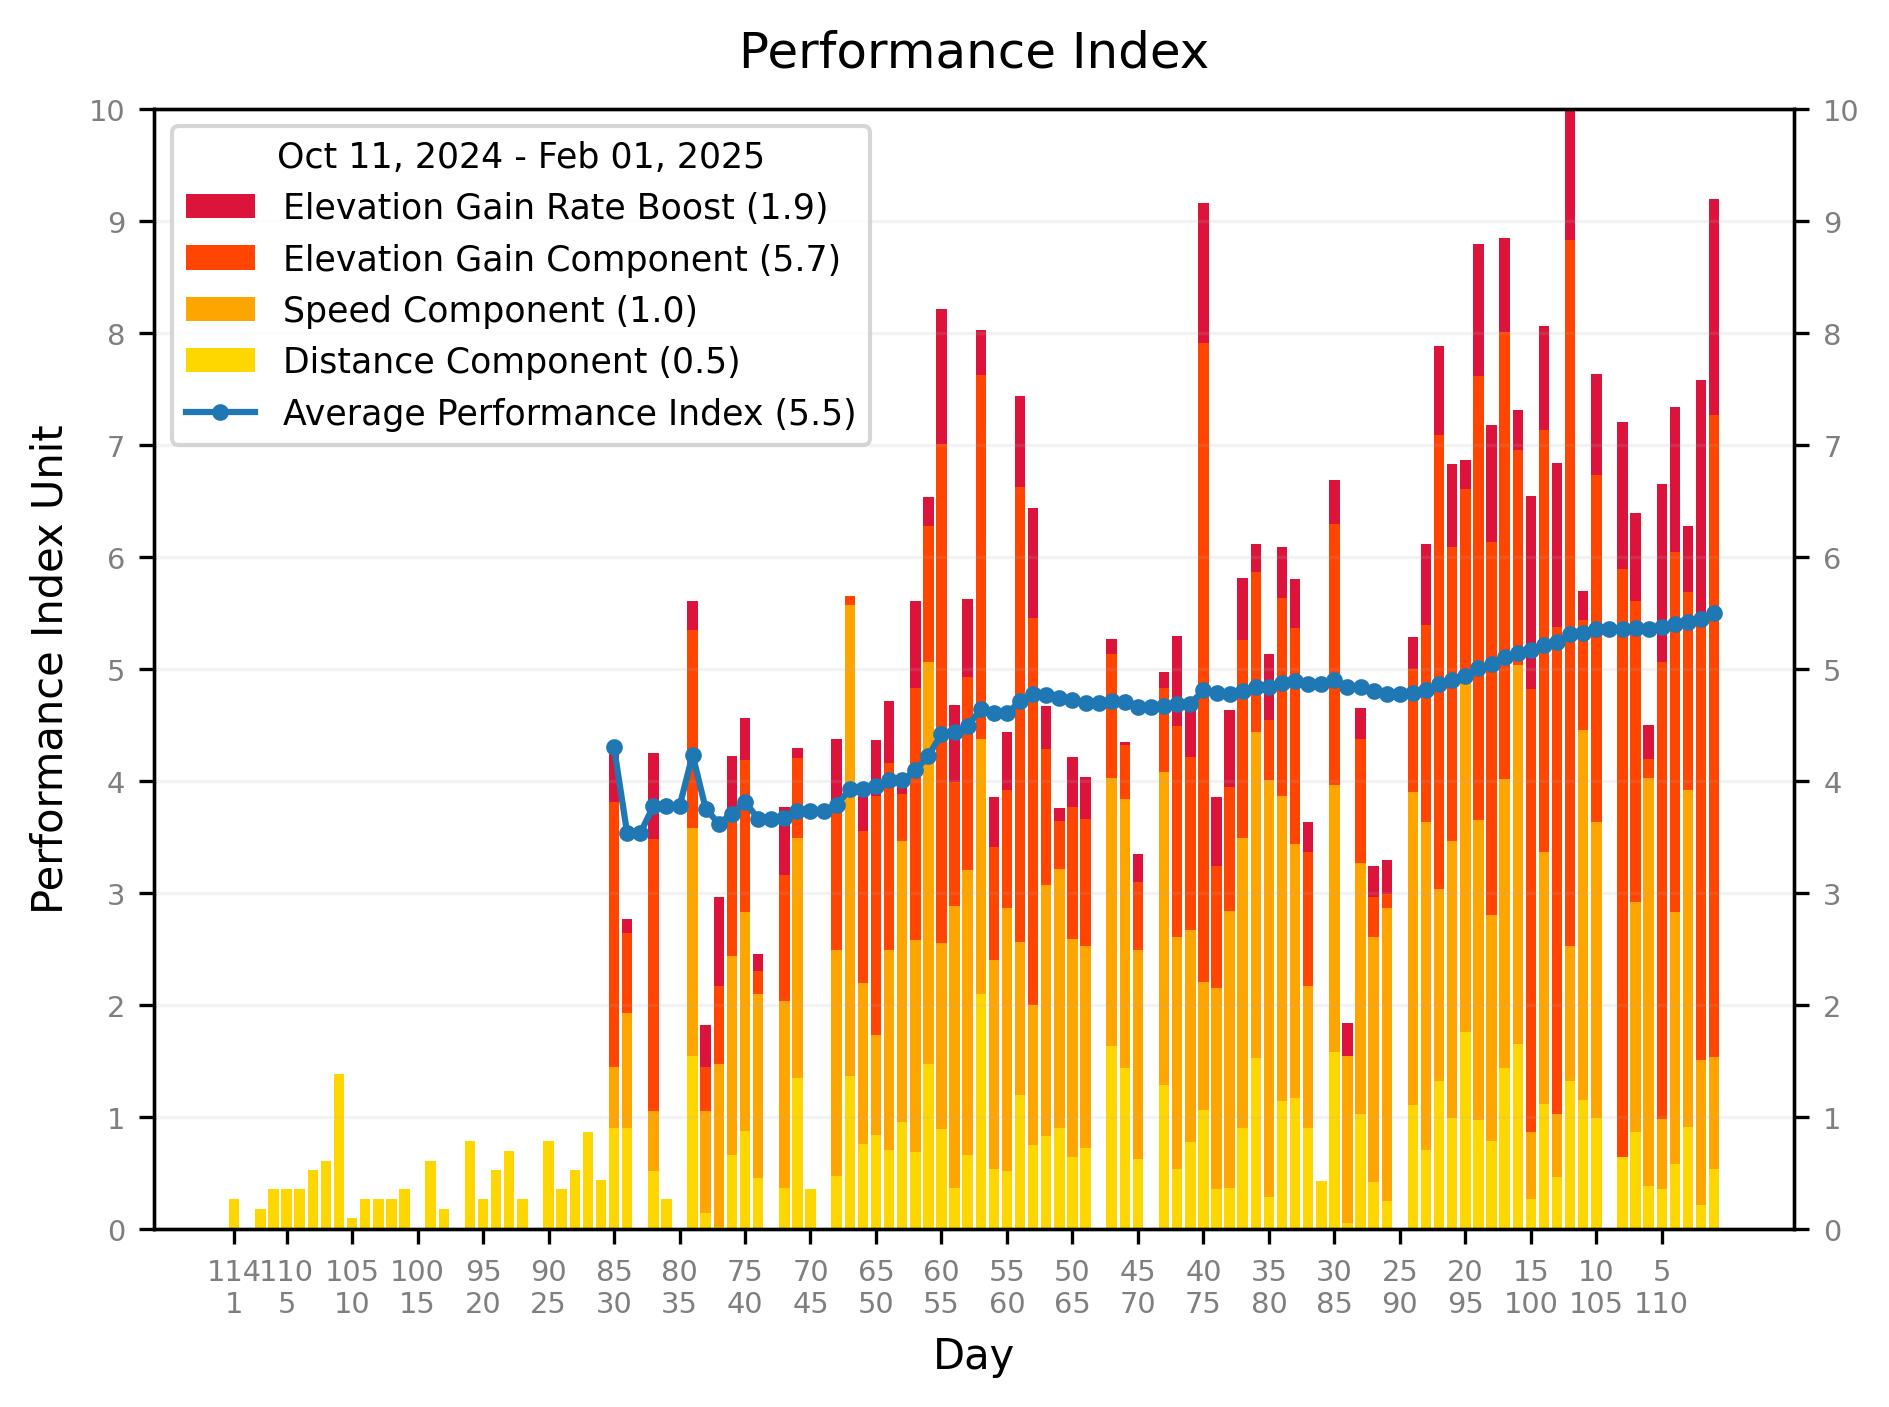 Performance Index
Oct 11, 2024 - Feb 01, 2025
Elevation Gain Rate Boost (1.9)
Elevation Gain Component (5.7)
Speed Component (1.0)
Distance Component (0.5)
Average Performance Index (5.5)
Performance Index Unit
10
9
8
7
6
5
4
3
2
1
0
10
9
8
7
6
5
4
3
2
1
0
114 110 105 100 95 90 85 80 75 70 65 60 55 50 45 40 35 30 25 20 15 10 5
1 5 10 15 20 25 30 35 40 45 50 55 60 65 70 75 80 85 90 95 100 105 110
Day